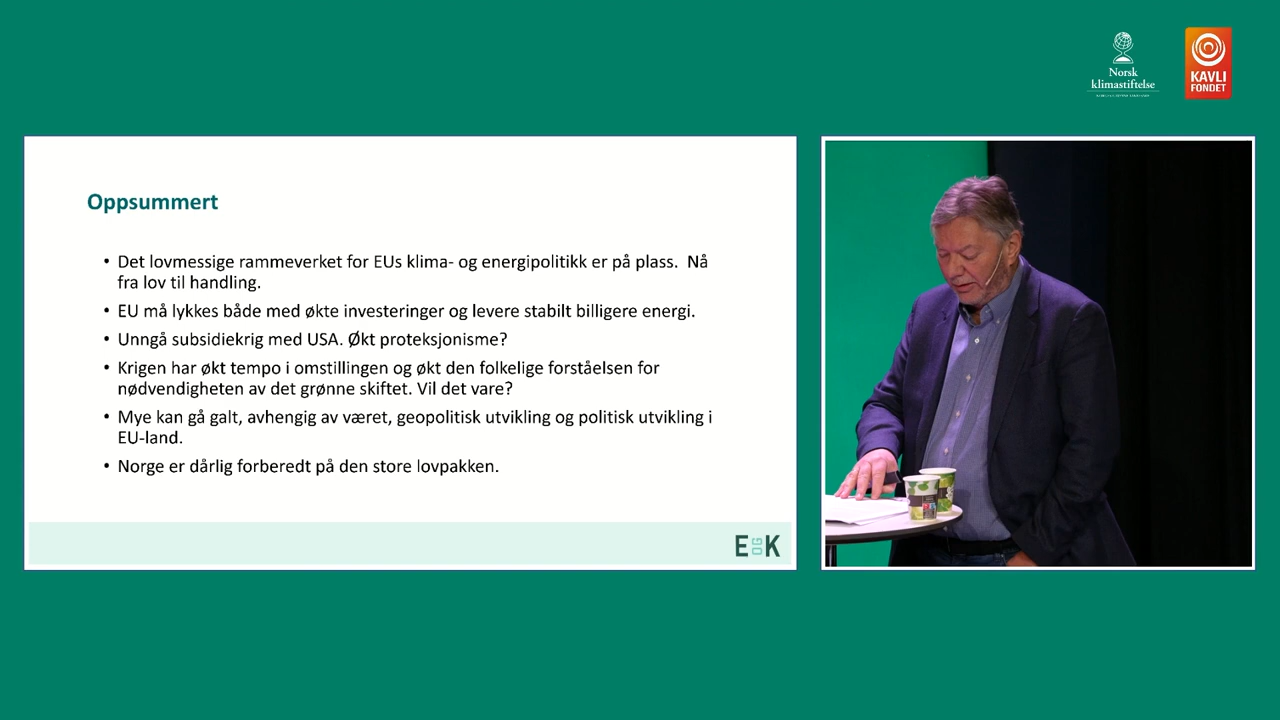 Norsk
klimastiftelse
KAVLI
FONDET
Oppsummert
• Det lovmessige rammeverket for EUs klima- og energipolitikk er på plass.  Nå
fra lov til handling.
• EU må lykkes både med økte investeringer og levere stabilt billigere energi.
• Unngå subsidiekrig med USA. Økt proteksjonisme?
• Krigen har økt tempo i omstillingen og økt den folkelige forståelsen for
nødvendigheten av det grønne skiftet. Vil det vare?
• Mye kan gå galt, avhengig av været, geopolitisk utvikling og politisk utvikling i
EU-land.
• Norge er dårlig forberedt på den store lovpakken.
E OG K